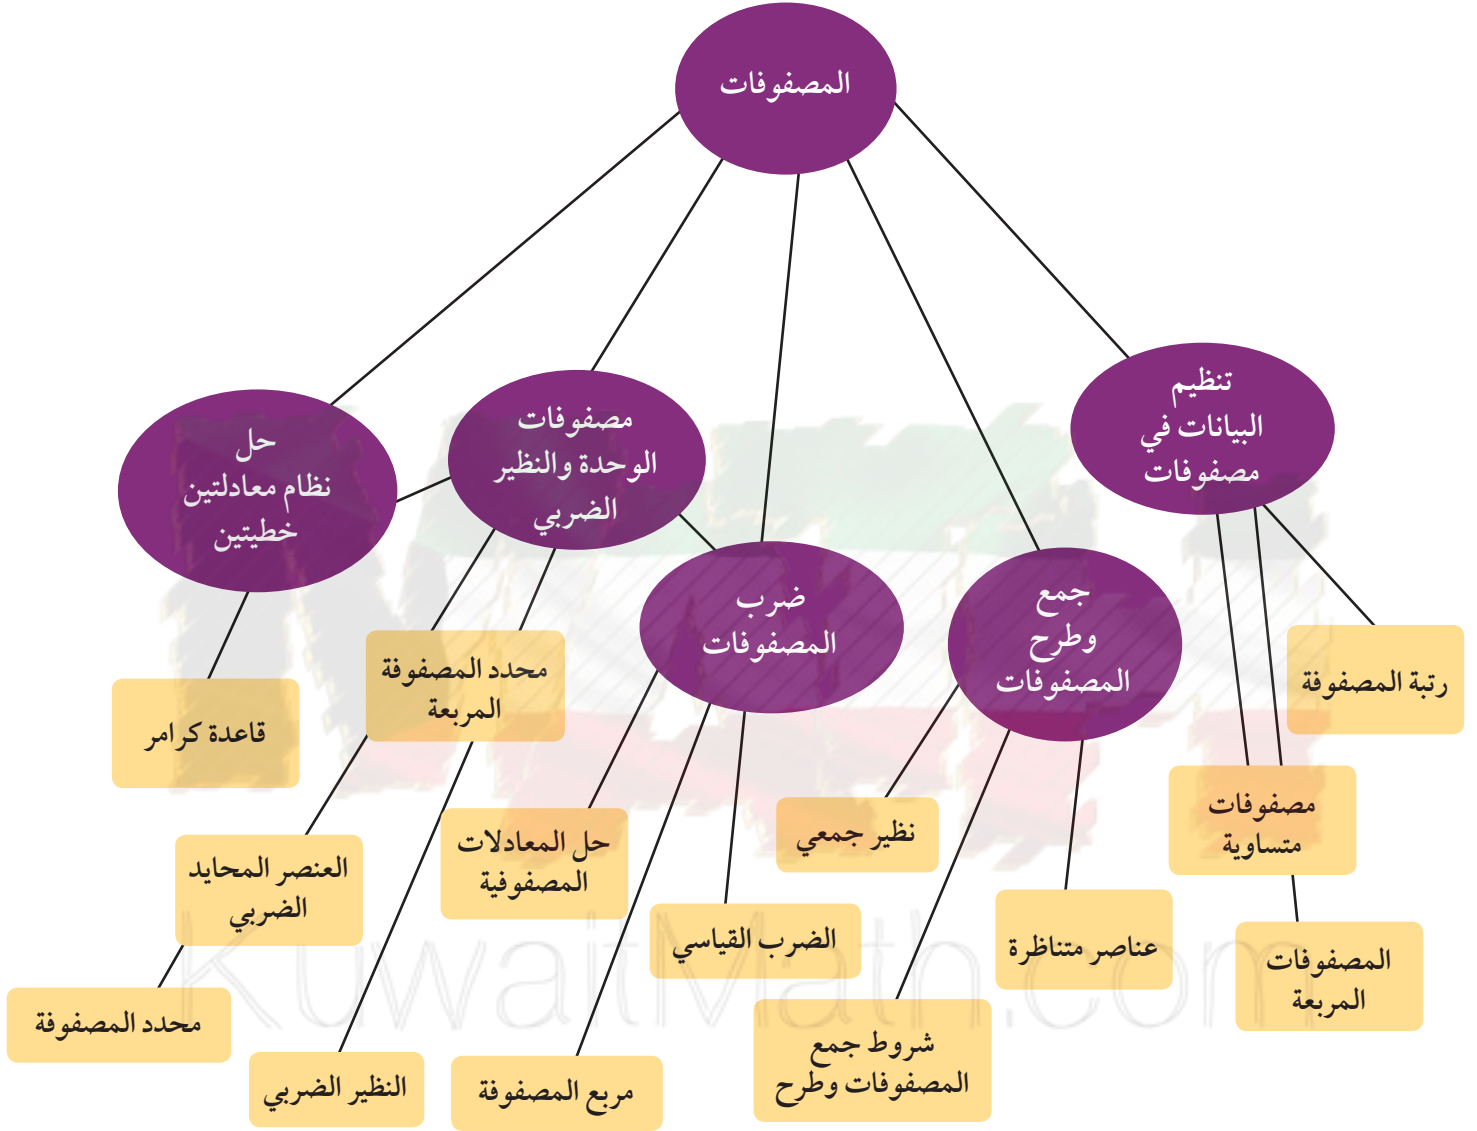 المصفوفات
تنظيم
البيانات في
مصفوفات
جمع
وطرح
المصفوفات
ضرب
المصفوفات
مصفوفات
الوحدة والنظير
الضربي
حل
نظام معادلتين
خطيتين
رتبة المصفوفة
مصفوفات
متساوية
المصفوفات
المربعة
نظير جمعي
عناصر متناظرة
شروط جمع
المصفوفات وطرح
حل المعادلات
المصفوفية
الضرب القياسي
مربع المصفوفة
محدد المصفوفة
المربعة
العنصر المحايد
الضربي
محدد المصفوفة
النظير الضربي
قاعدة كرامر
KuwaitMath.com